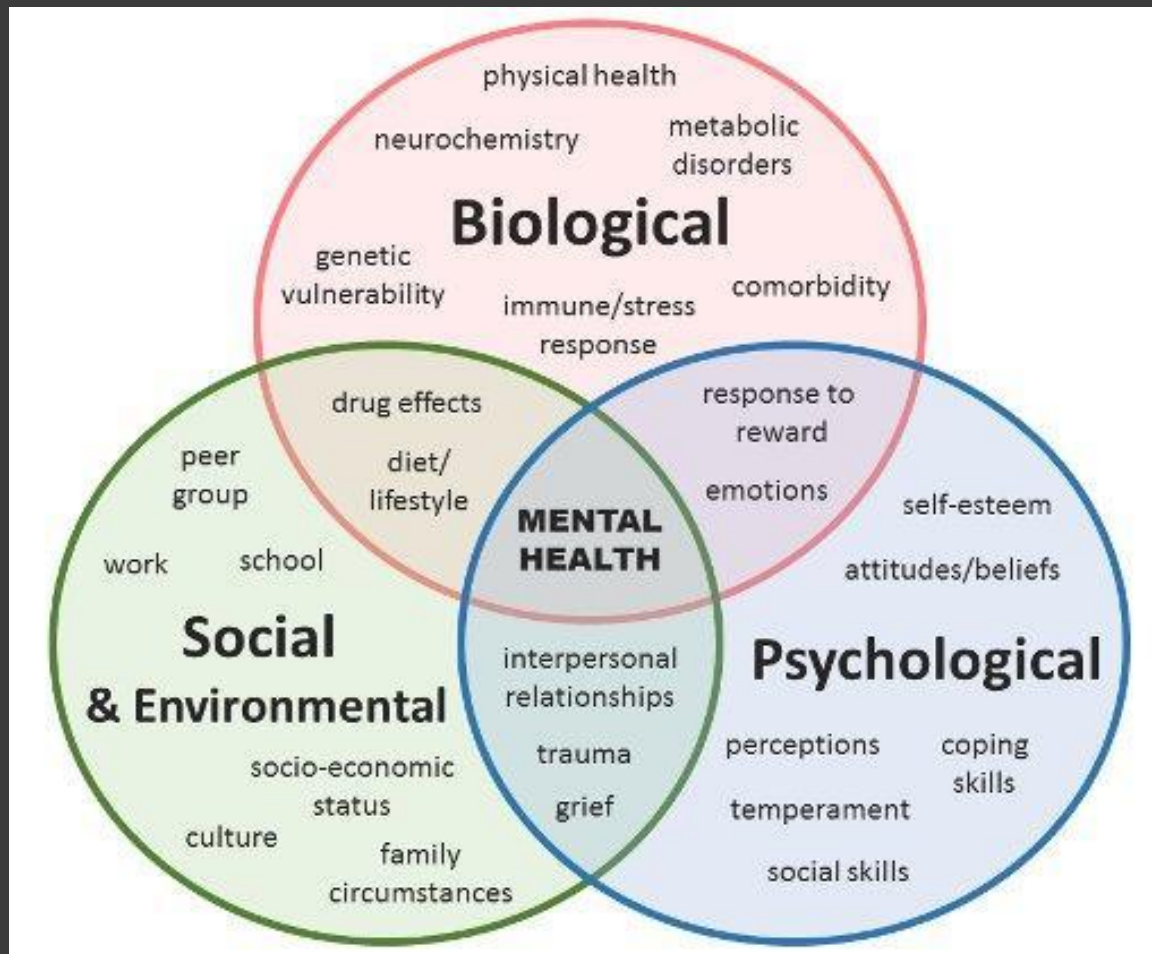 physical health
neurochemistry
metabolic
disorders
Biological
genetic
vulnerability
immune/stress
response
comorbidity
drug effects
diet/
lifestyle
response to
reward
emotions
MENTAL
HEALTH
peer
group
work
school
Social
& Environmental
socio-economic
status
culture
family
circumstances
interpersonal
relationships
trauma
grief
self-esteem
attitudes/beliefs
Psychological
perceptions
coping
skills
temperament
social skills